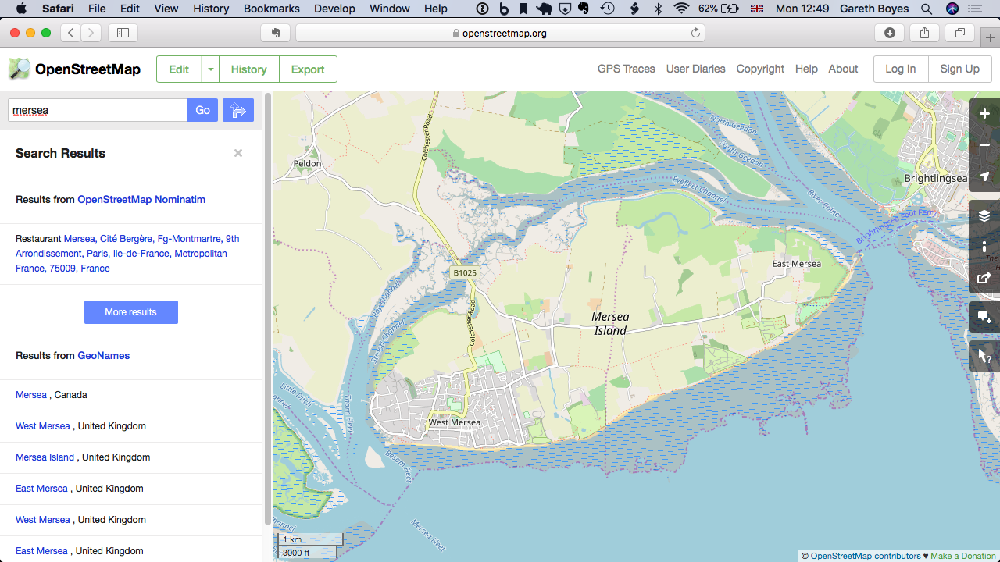 Safari File Edit View History Bookmarks Develop Window Help 62% Mon 12:49 Gareth Boyes
openstreetmap.org
OpenStreetMap Edit History Export GPS Traces User Diaries Copyright Help About Log In Sign Up
mersea Go
Search Results
Results from OpenStreetMap Nominatim
Restaurant Mersea, Cité Bergère, Fg-Montmartre, 9th
Arrondissement, Paris, Ile-de-France, Metropolitan
France, 75009, France
More results
Results from GeoNames
Mersea , Canada
West Mersea , United Kingdom
Mersea Island , United Kingdom
East Mersea , United Kingdom
West Mersea , United Kingdom
East Mersea , United Kingdom
Colchester Road
North Geedon
South Geedon
Peldon
Pyefleet Channel
River Colne
Brightlingsea
Brightlingsea Foot Ferry
East Mersea
B1025
Ray Channel
Strood Channel
Colchester Road
Mersea
Island
Little Ditch
Thorn Fleet
West Mersea
Besom Fleet
Mersea Fleet
1 km
3000 ft
© OpenStreetMap contributors ♥ Make a Donation